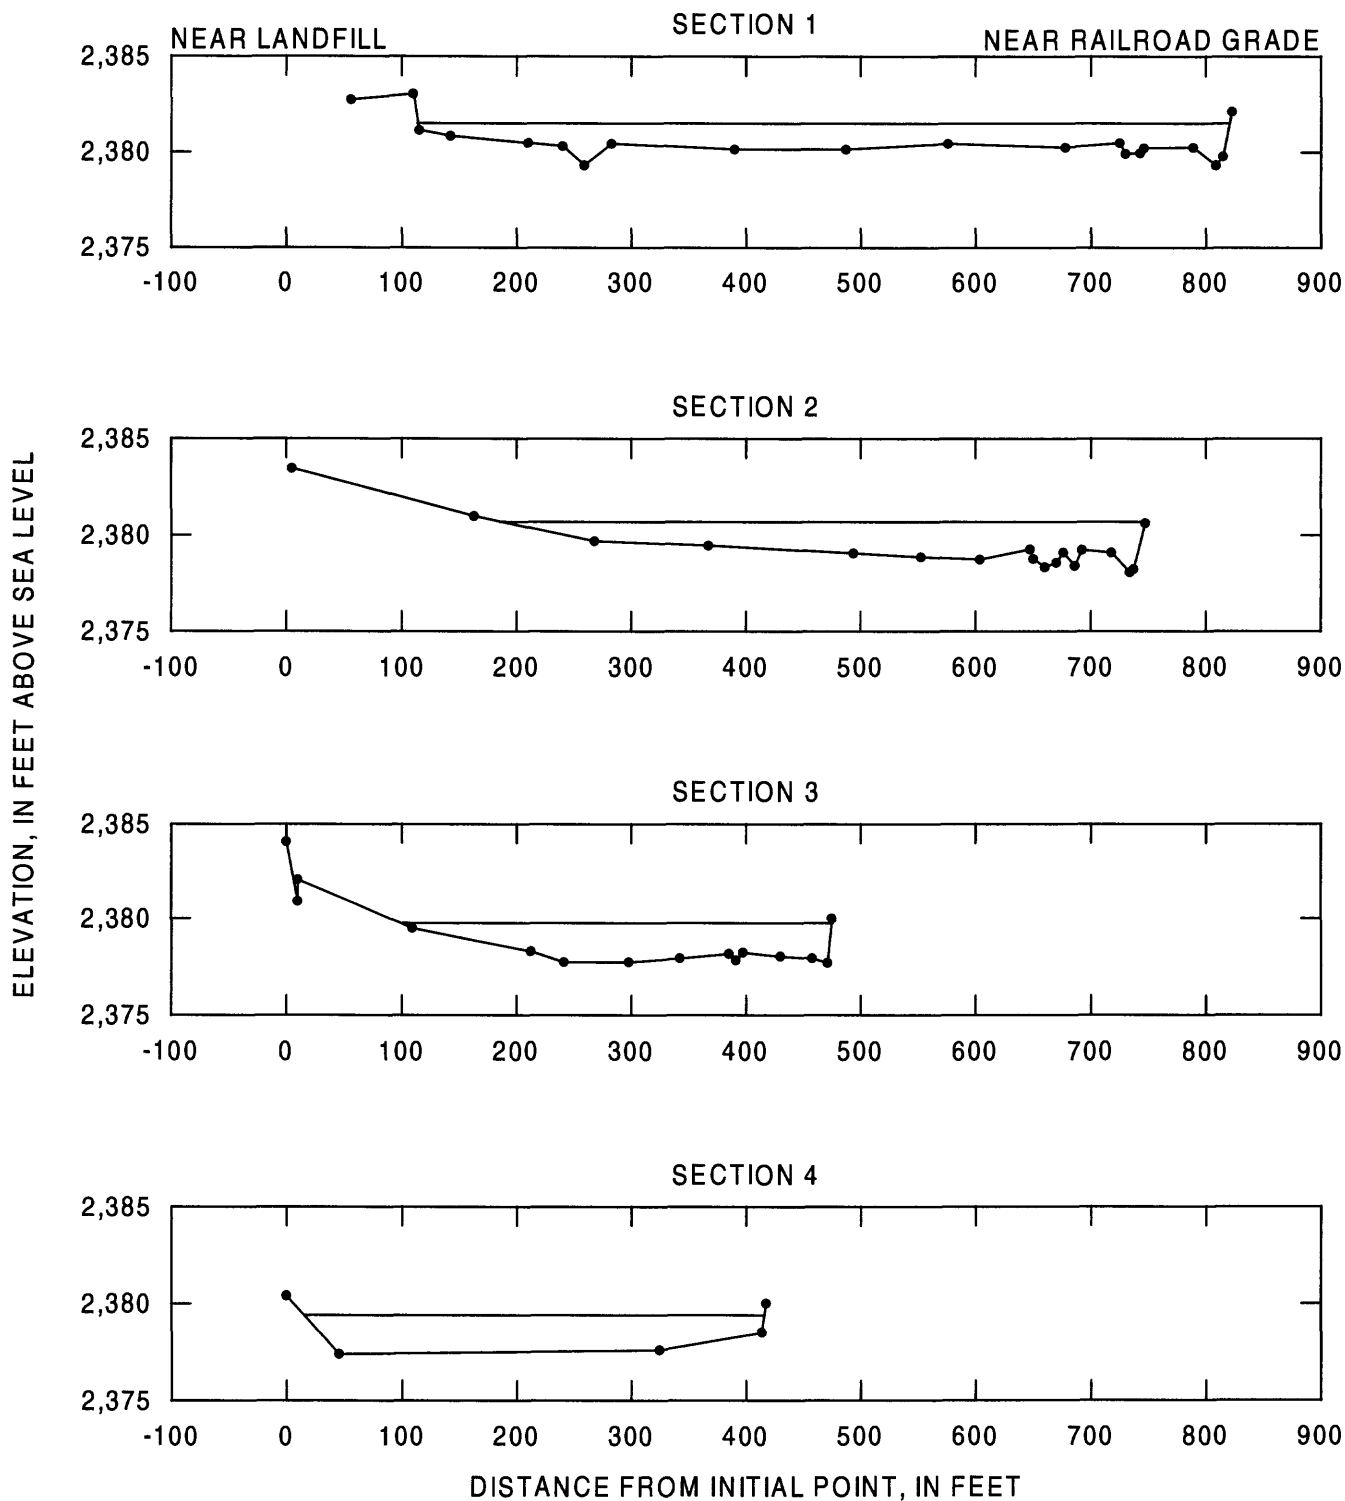 SECTION 1
NEAR LANDFILL NEAR RAILROAD GRADE
2,385
2,380
2,375
-100 0 100 200 300 400 500 600 700 800 900
SECTION 2
2,385
2,380
2,375
-100 0 100 200 300 400 500 600 700 800 900
ELEVATION, IN FEET ABOVE SEA LEVEL
SECTION 3
2,385
2,380
2,375
-100 0 100 200 300 400 500 600 700 800 900
SECTION 4
2,385
2,380
2,375
-100 0 100 200 300 400 500 600 700 800 900
DISTANCE FROM INITIAL POINT, IN FEET